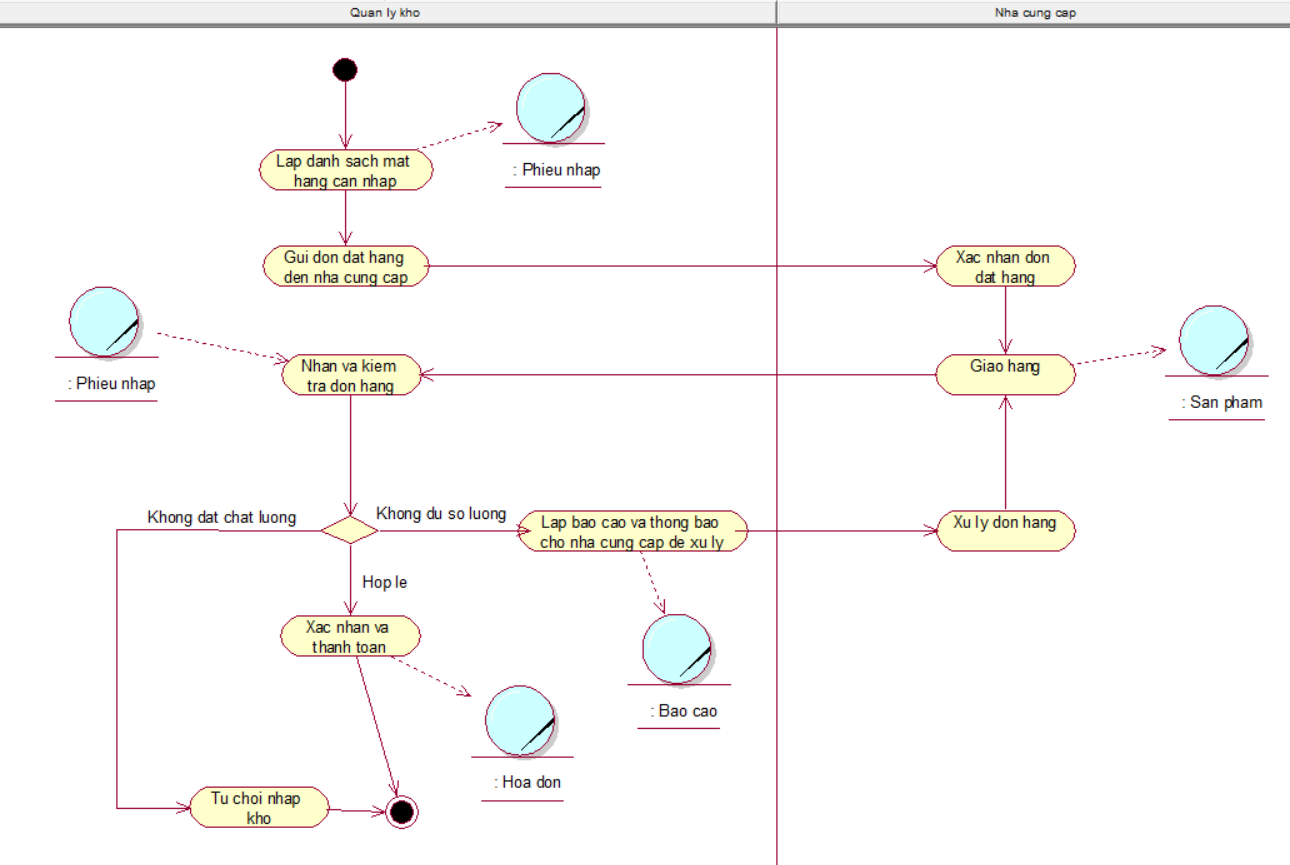 Quan ly kho
Nha cung cap
Lap danh sach mat
hang can nhap
: Phieu nhap
Gui don dat hang
den nha cung cap
Xac nhan don
dat hang
: Phieu nhap
Nhan va kiem
tra don hang
Giao hang
: San pham
Khong dat chat luong
Khong du so luong
Lap bao cao va thong bao
cho nha cung cap de xu ly
Xu ly don hang
Hop le
Xac nhan va
thanh toan
: Bao cao
: Hoa don
Tu choi nhap
kho